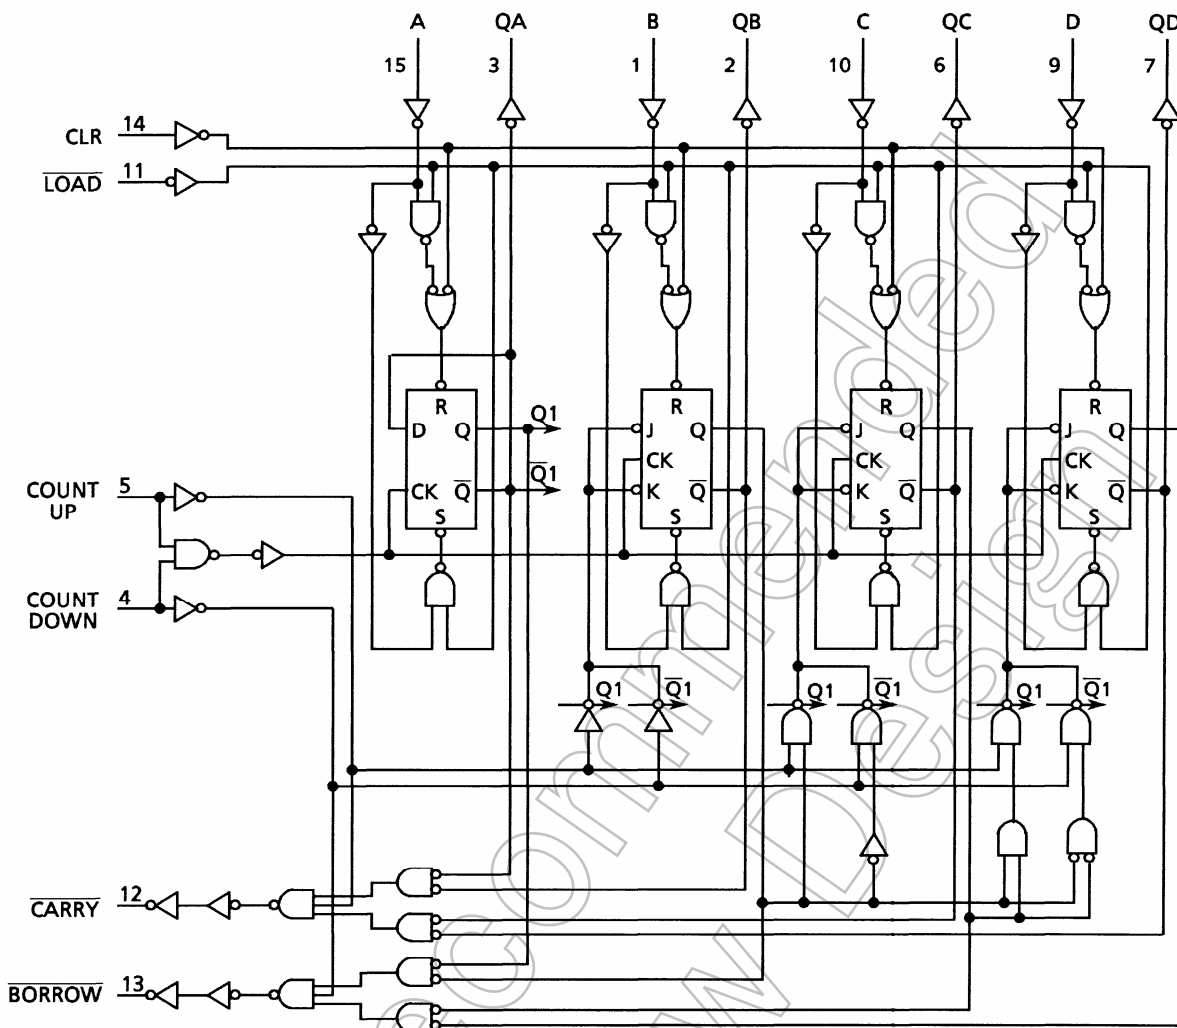 A QA B QB C QC D QD
15 3 1 2 10 6 9 7
CLR 14
LOAD 11
R R R R
D Q Q1
J Q
J Q
J Q
CK
CK
CK
COUNT UP 5
CK Q Q1
K Q
K Q
K Q
S S S S
COUNT DOWN 4
Q1 Q1 Q1 Q1 Q1 Q1
CARRY 12
BORROW 13
ecommended
w Design